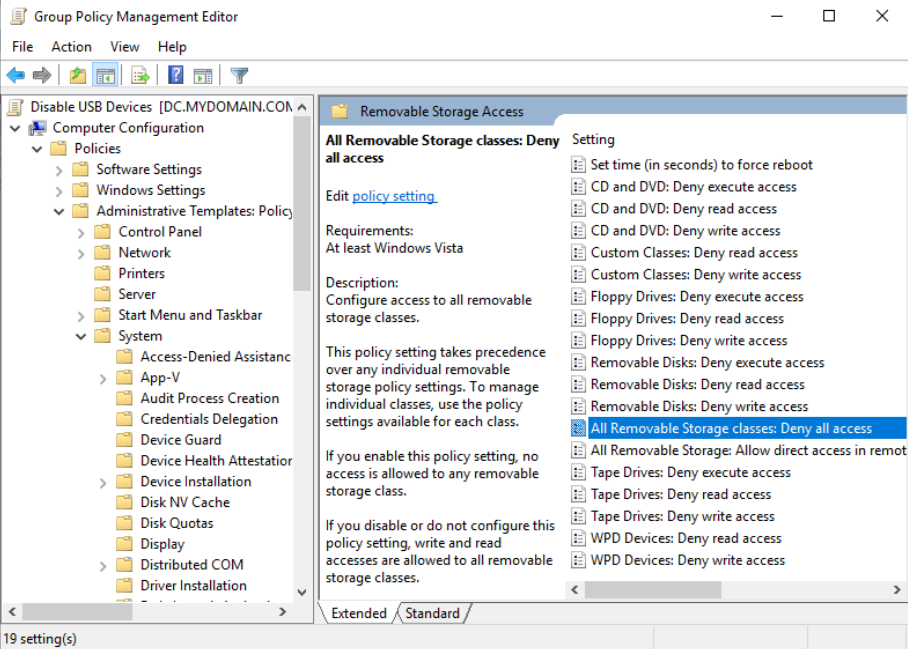 Group Policy Management Editor
File Action View Help
Disable USB Devices [DC.MYDOMAIN.COM
Computer Configuration
Policies
Software Settings
Windows Settings
Administrative Templates: Policy
Control Panel
Network
Printers
Server
Start Menu and Taskbar
System
Access-Denied Assistanc
App-V
Audit Process Creation
Credentials Delegation
Device Guard
Device Health Attestation
Device Installation
Disk NV Cache
Disk Quotas
Display
Distributed COM
Driver Installation
Removable Storage Access
All Removable Storage classes: Deny
all access
Edit policy setting
Requirements:
At least Windows Vista
Description:
Configure access to all removable
storage classes.
This policy setting takes precedence
over any individual removable
storage policy settings. To manage
individual classes, use the policy
settings available for each class.
If you enable this policy setting, no
access is allowed to any removable
storage class.
If you disable or do not configure this
policy setting, write and read
accesses are allowed to all removable
storage classes.
Setting
Set time (in seconds) to force reboot
CD and DVD: Deny execute access
CD and DVD: Deny read access
CD and DVD: Deny write access
Custom Classes: Deny read access
Custom Classes: Deny write access
Floppy Drives: Deny execute access
Floppy Drives: Deny read access
Floppy Drives: Deny write access
Removable Disks: Deny execute access
Removable Disks: Deny read access
Removable Disks: Deny write access
All Removable Storage classes: Deny all access
All Removable Storage: Allow direct access in remot
Tape Drives: Deny execute access
Tape Drives: Deny read access
Tape Drives: Deny write access
WPD Devices: Deny read access
WPD Devices: Deny write access
Extended Standard
19 setting(s)